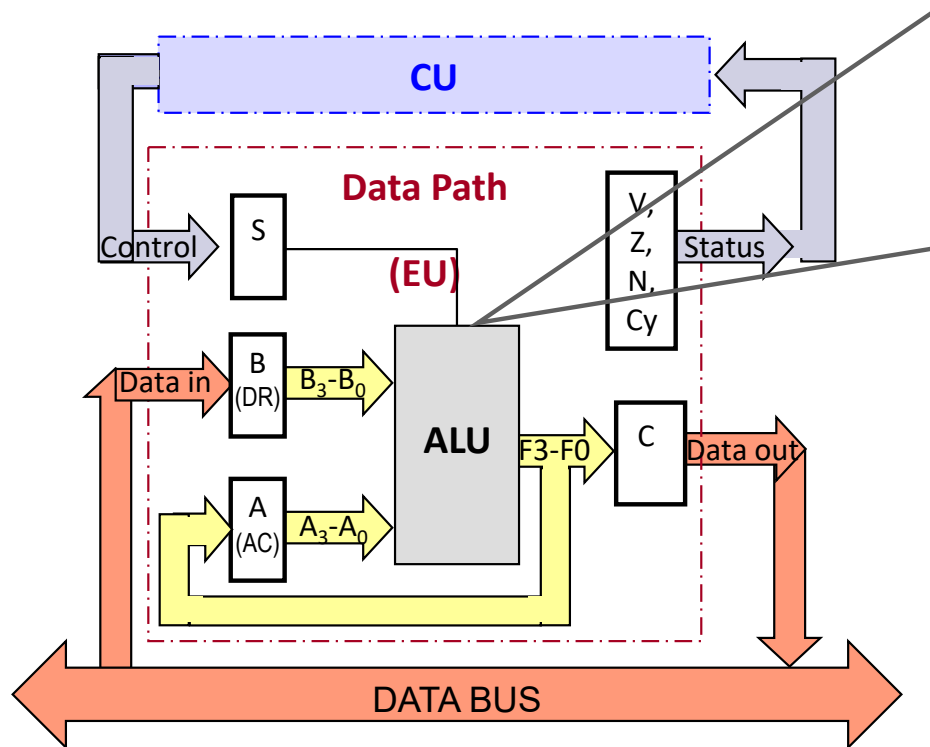 CU
Data Path
(EU)
Control
S
V,
Z,
N,
Cy
Status
Data in
B
(DR)
B₃-B₀
ALU
F3-F0
C
Data out
A
(AC)
A₃-A₀
DATA BUS